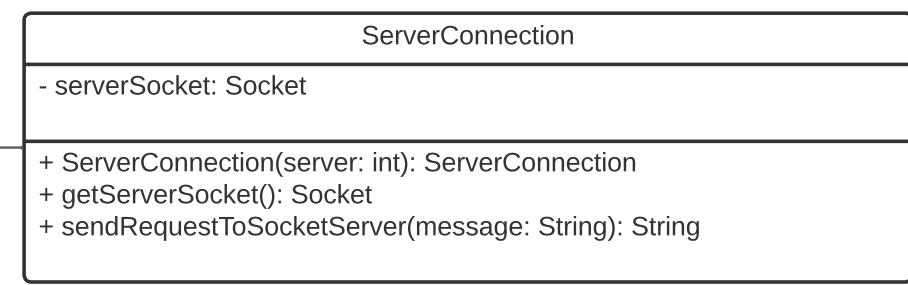 ServerConnection
- serverSocket: Socket
+ ServerConnection(server: int): ServerConnection
+ getServerSocket(): Socket
+ sendRequestToSocketServer(message: String): String